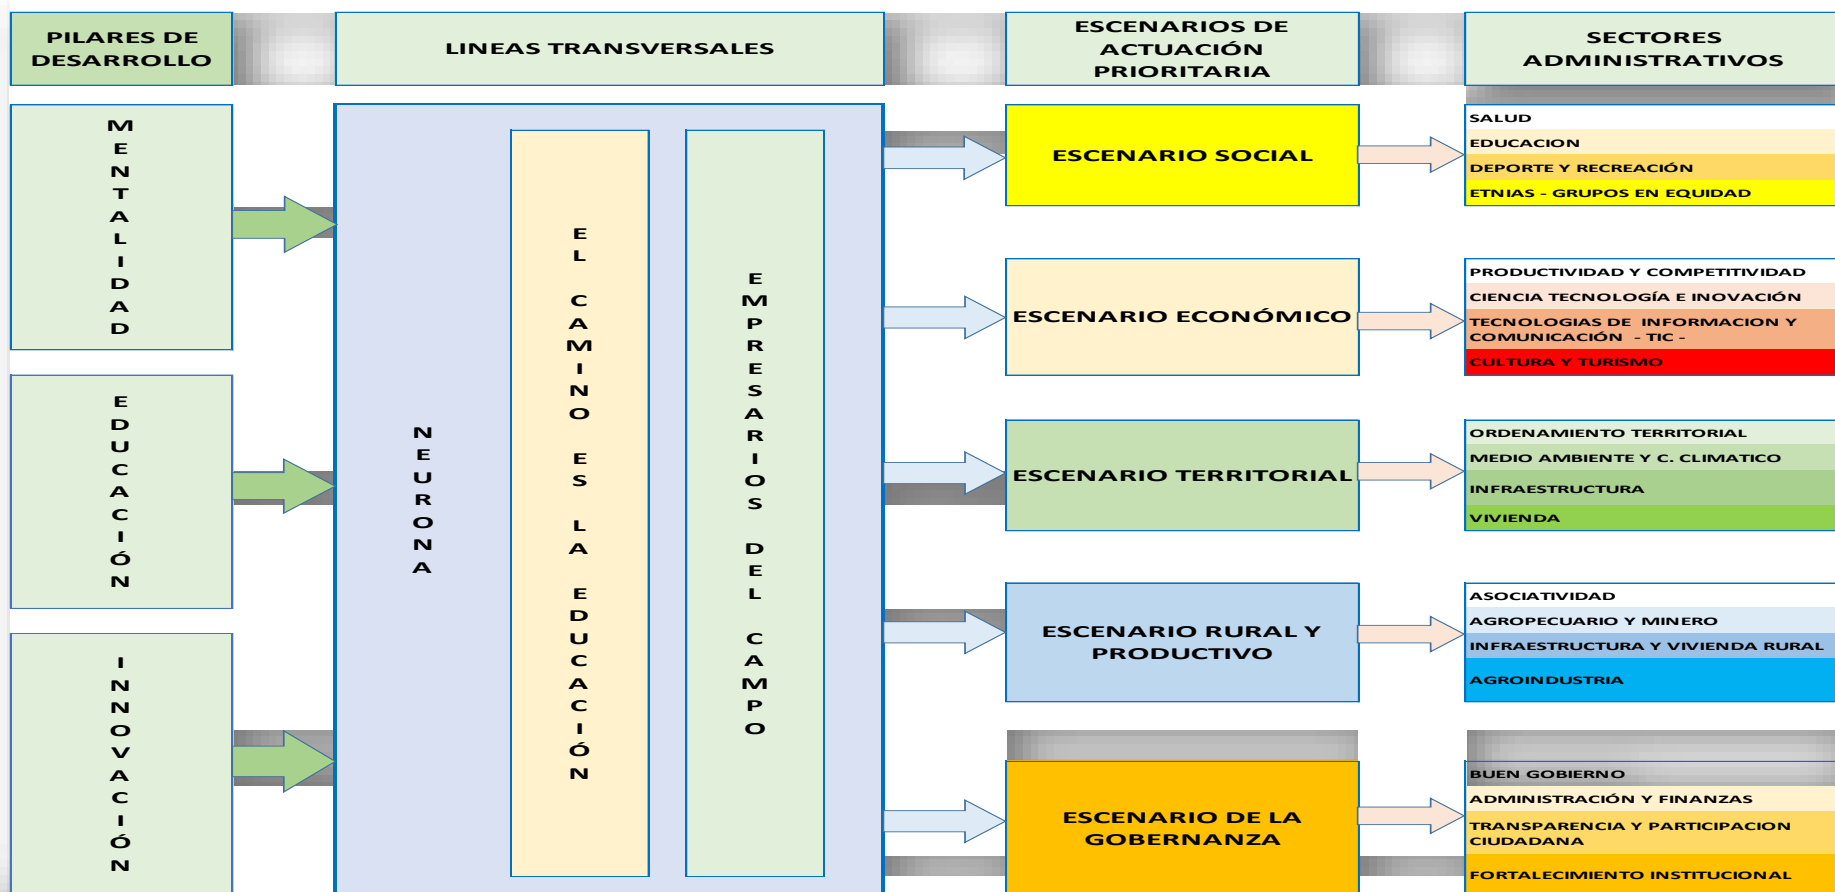 PILARES DE
DESARROLLO
LINEAS TRANSVERSALES
ESCENARIOS DE
ACTUACIÓN
PRIORITARIA
SECTORES
ADMINISTRATIVOS
MENTALIDAD
EDUCACIÓN
INNOVACIÓN
NEURONA
EL CAMINO ES LA EDUCACIÓN
EMPRESARIOS DEL CAMPO
ESCENARIO SOCIAL
SALUD
EDUCACION
DEPORTE Y RECREACIÓN
ETNIAS - GRUPOS EN EQUIDAD
ESCENARIO ECONÓMICO
PRODUCTIVIDAD Y COMPETITIVIDAD
CIENCIA TECNOLOGÍA E INOVACIÓN
TECNOLOGIAS DE INFORMACION Y
COMUNICACIÓN - TIC -
CULTURA Y TURISMO
ESCENARIO TERRITORIAL
ORDENAMIENTO TERRITORIAL
MEDIO AMBIENTE Y C. CLIMATICO
INFRAESTRUCTURA
VIVIENDA
ESCENARIO RURAL Y
PRODUCTIVO
ASOCIATIVIDAD
AGROPECUARIO Y MINERO
INFRAESTRUCTURA Y VIVIENDA RURAL
AGROINDUSTRIA
ESCENARIO DE LA
GOBERNANZA
BUEN GOBIERNO
ADMINISTRACIÓN Y FINANZAS
TRANSPARENCIA Y PARTICIPACION
CIUDADANA
FORTALECIMIENTO INSTITUCIONAL